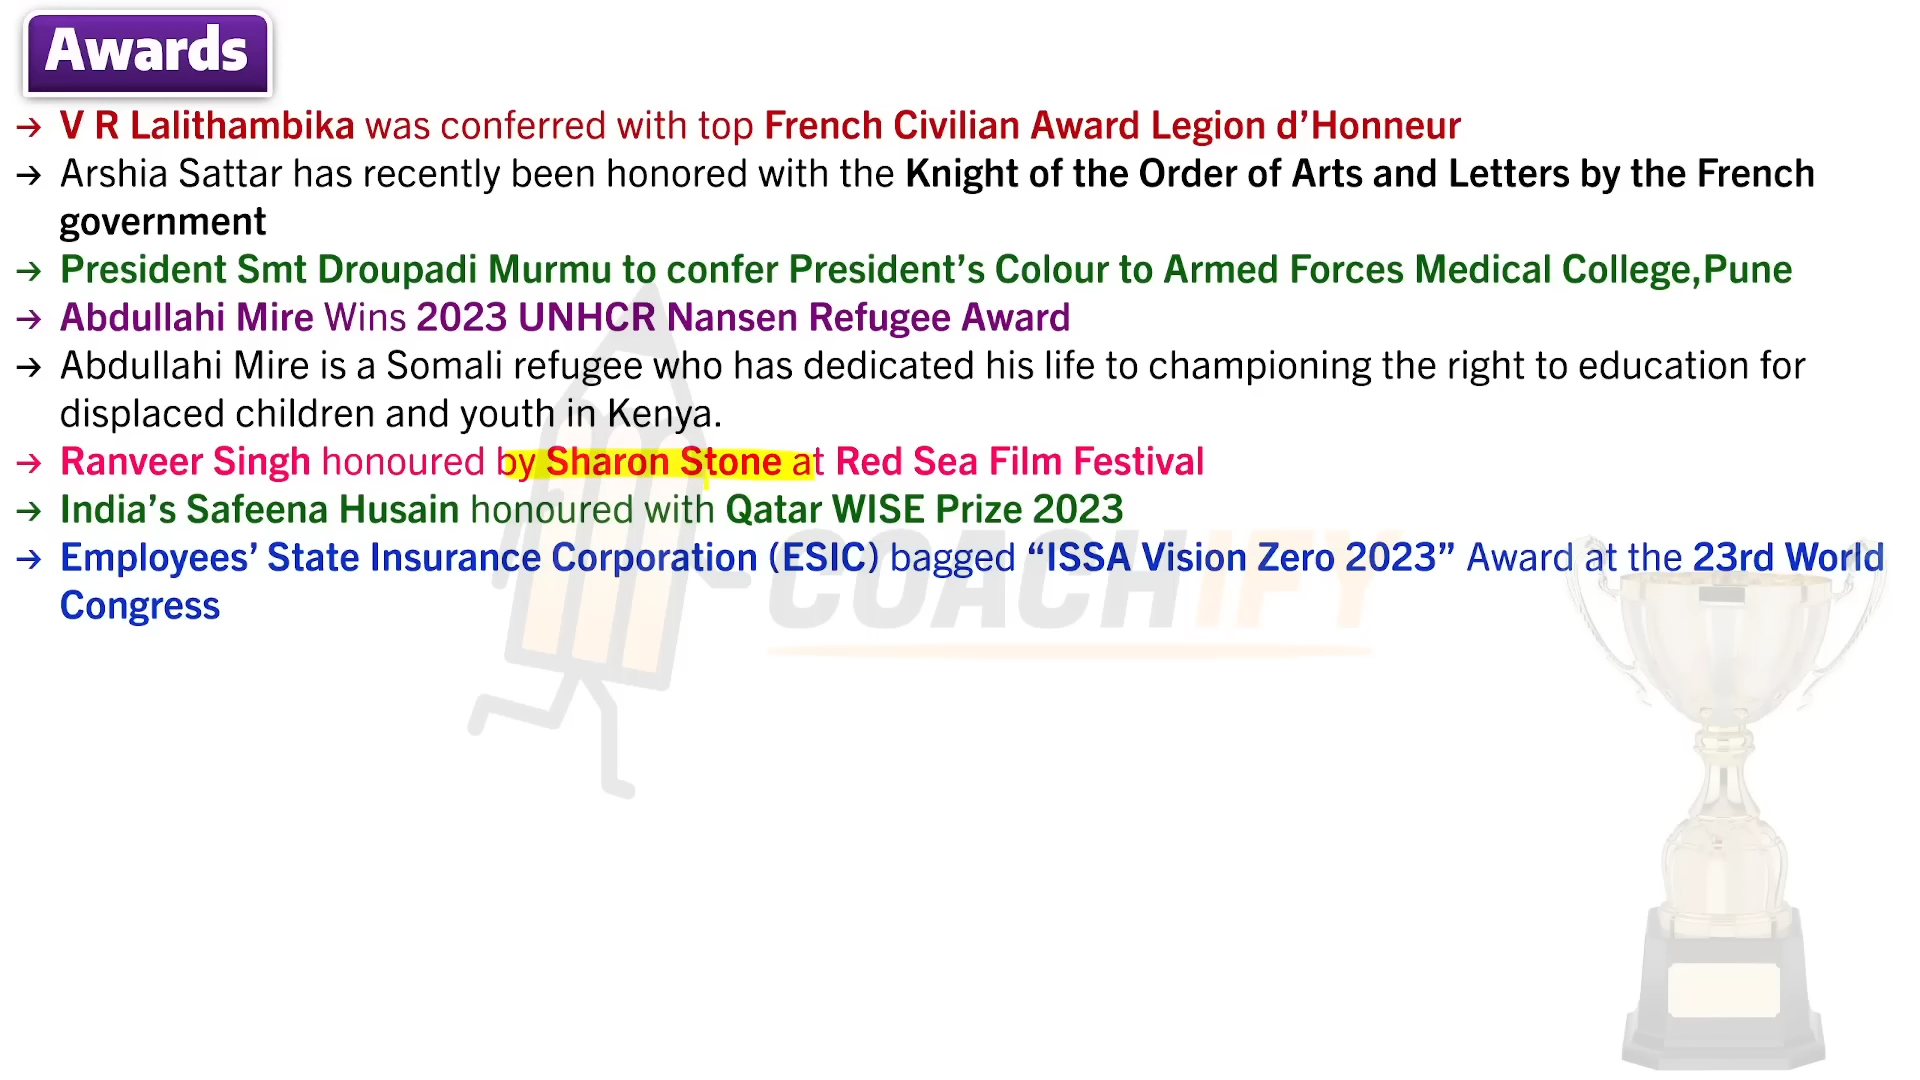 Awards
→ V R Lalithambika was conferred with top French Civilian Award Legion d’Honneur
→ Arshia Sattar has recently been honored with the Knight of the Order of Arts and Letters by the French
government
→ President Smt Droupadi Murmu to confer President’s Colour to Armed Forces Medical College,Pune
→ Abdullahi Mire Wins 2023 UNHCR Nansen Refugee Award
→ Abdullahi Mire is a Somali refugee who has dedicated his life to championing the right to education for
displaced children and youth in Kenya.
→ Ranveer Singh honoured by Sharon Stone at Red Sea Film Festival
→ India’s Safeena Husain honoured with Qatar WISE Prize 2023
→ Employees’ State Insurance Corporation (ESIC) bagged “ISSA Vision Zero 2023” Award at the 23rd World
Congress
COACHIFY